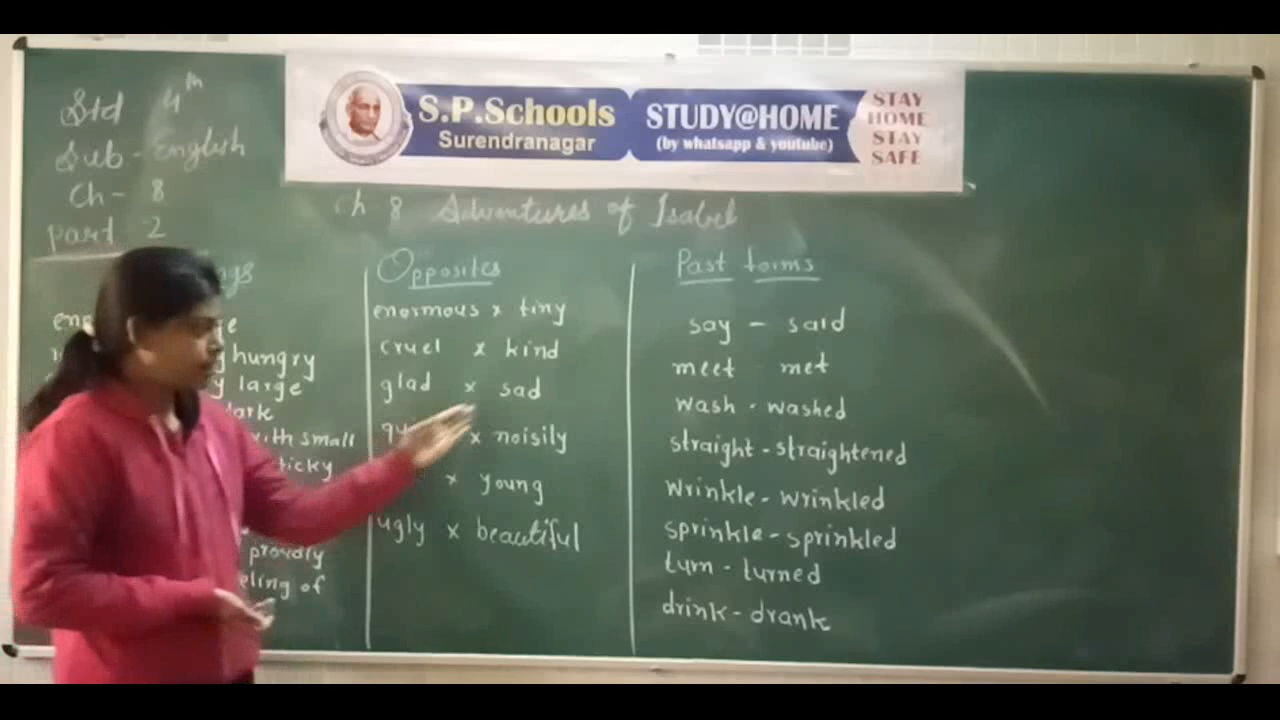 S.P.Schools
Surendranagar
STUDY@HOME
(by whatsapp & youtube)
STAY
HOME
STAY
SAFE
Std 4th
Sub - English
Ch - 8
part 2
Ch 8 Adventures of Isabel
hungry
large
with small
proudly
of
Opposites
enormous x tiny
cruel x kind
glad x sad
x noisily
x young
ugly x beautiful
Past forms
say - said
meet met
wash - washed
straight - straightened
wrinkle - wrinkled
sprinkle - sprinkled
turn - turned
drink - drank